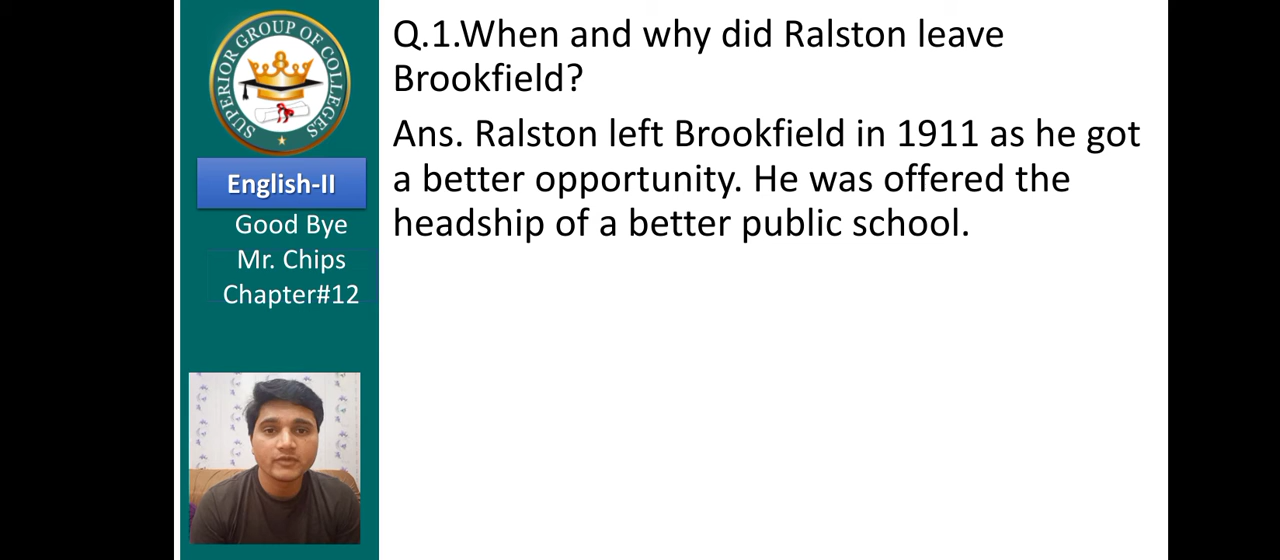 SUPERIOR GROUP OF COLLEGES
English-II
Good Bye
Mr. Chips
Chapter#12
Q.1.When and why did Ralston leave
Brookfield?
Ans. Ralston left Brookfield in 1911 as he got
a better opportunity. He was offered the
headship of a better public school.